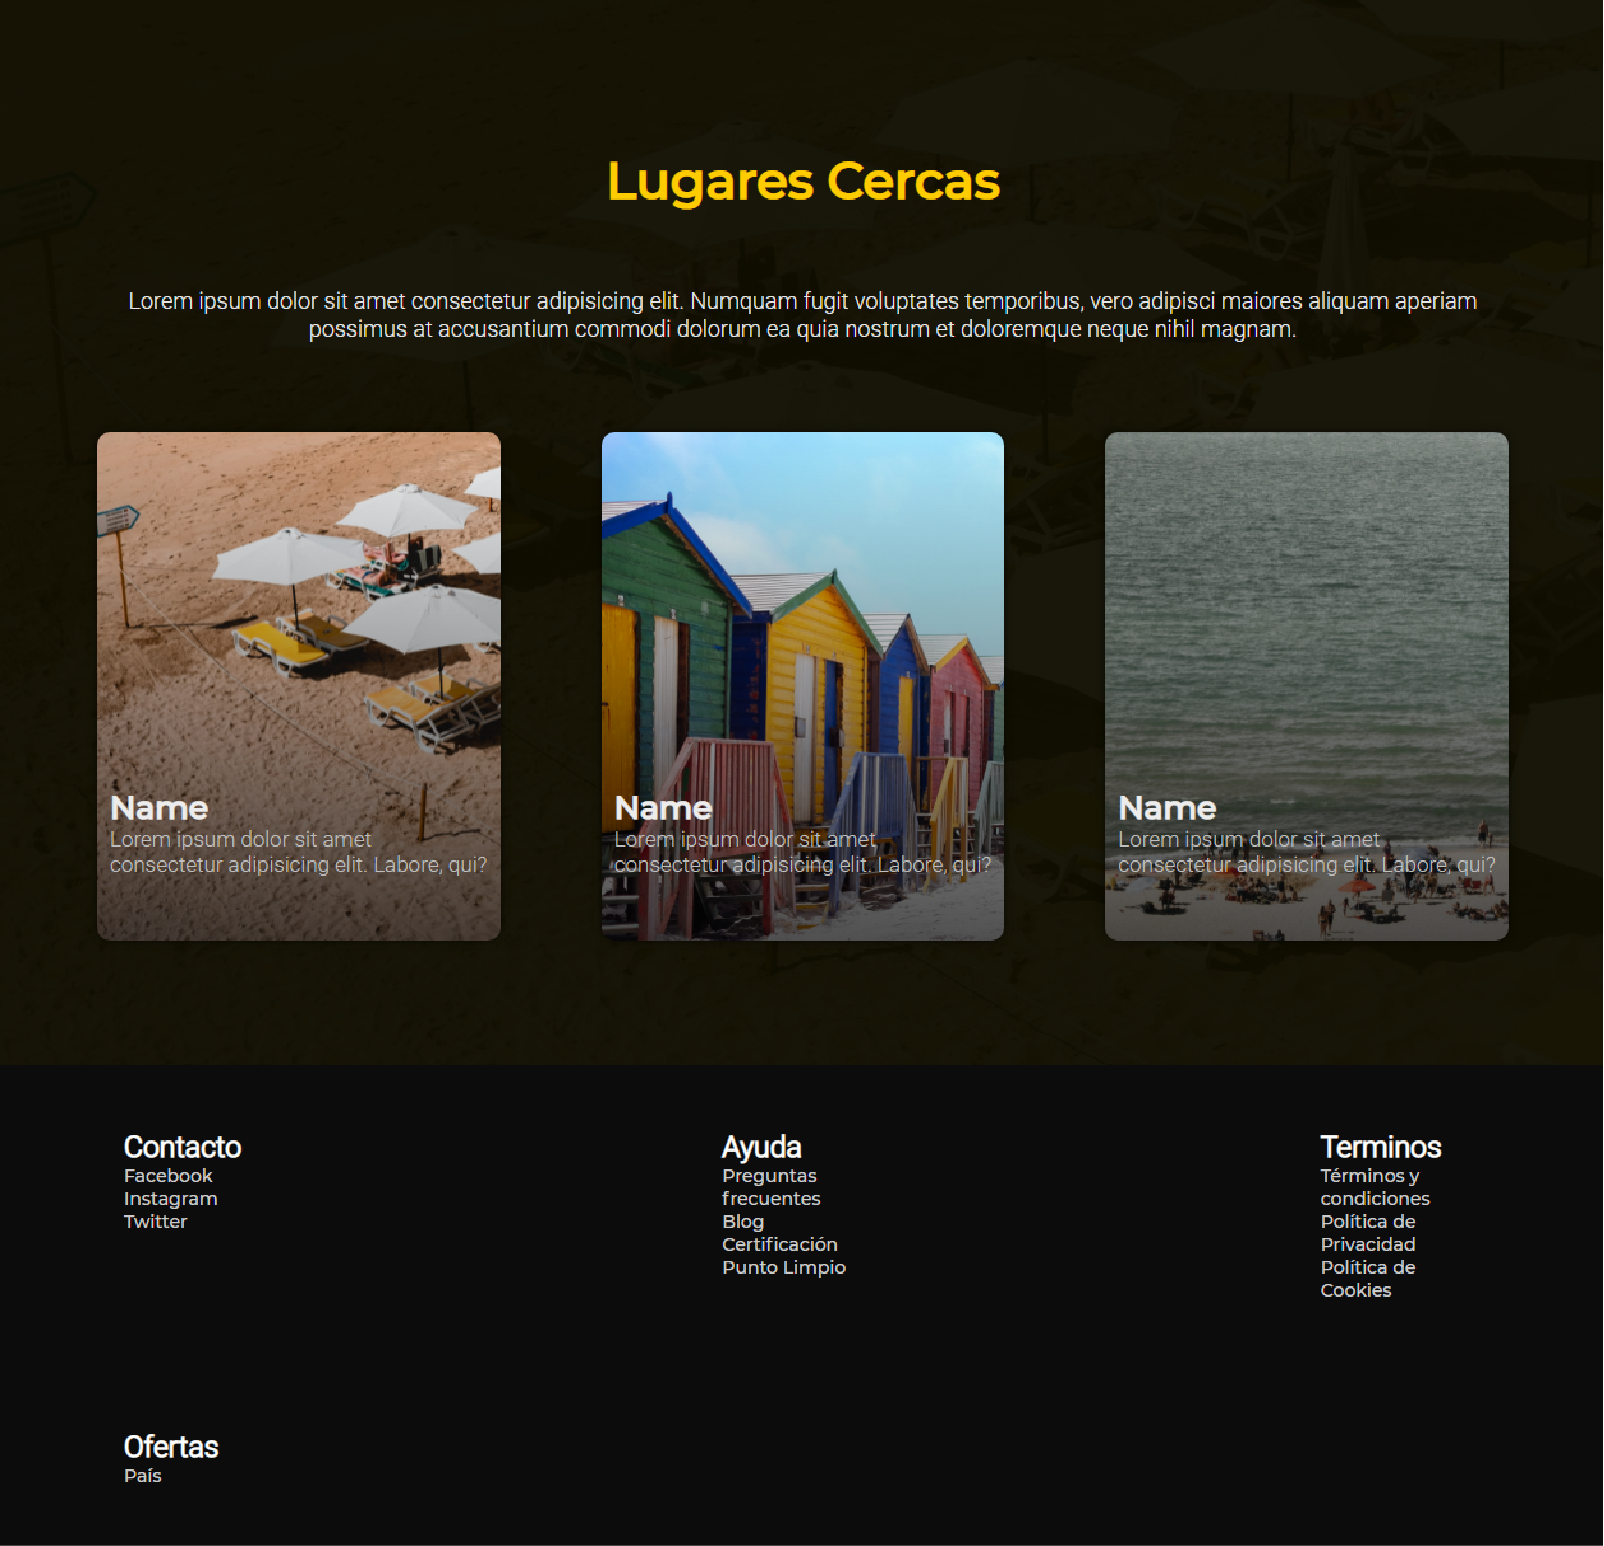 Lugares Cercas
Lorem ipsum dolor sit amet consectetur adipisicing elit. Numquam fugit voluptates temporibus, vero adipisci maiores aliquam aperiam
possimus at accusantium commodi dolorum ea quia nostrum et doloremque neque nihil magnam.
Name
Lorem ipsum dolor sit amet
consectetur adipisicing elit. Labore, qui?
Name
Lorem ipsum dolor sit amet
consectetur adipisicing elit. Labore, qui?
Name
Lorem ipsum dolor sit amet
consectetur adipisicing elit. Labore, qui?
Contacto
Facebook
Instagram
Twitter
Ayuda
Preguntas
frecuentes
Blog
Certificación
Punto Limpio
Terminos
Términos y
condiciones
Política de
Privacidad
Política de
Cookies
Ofertas
País